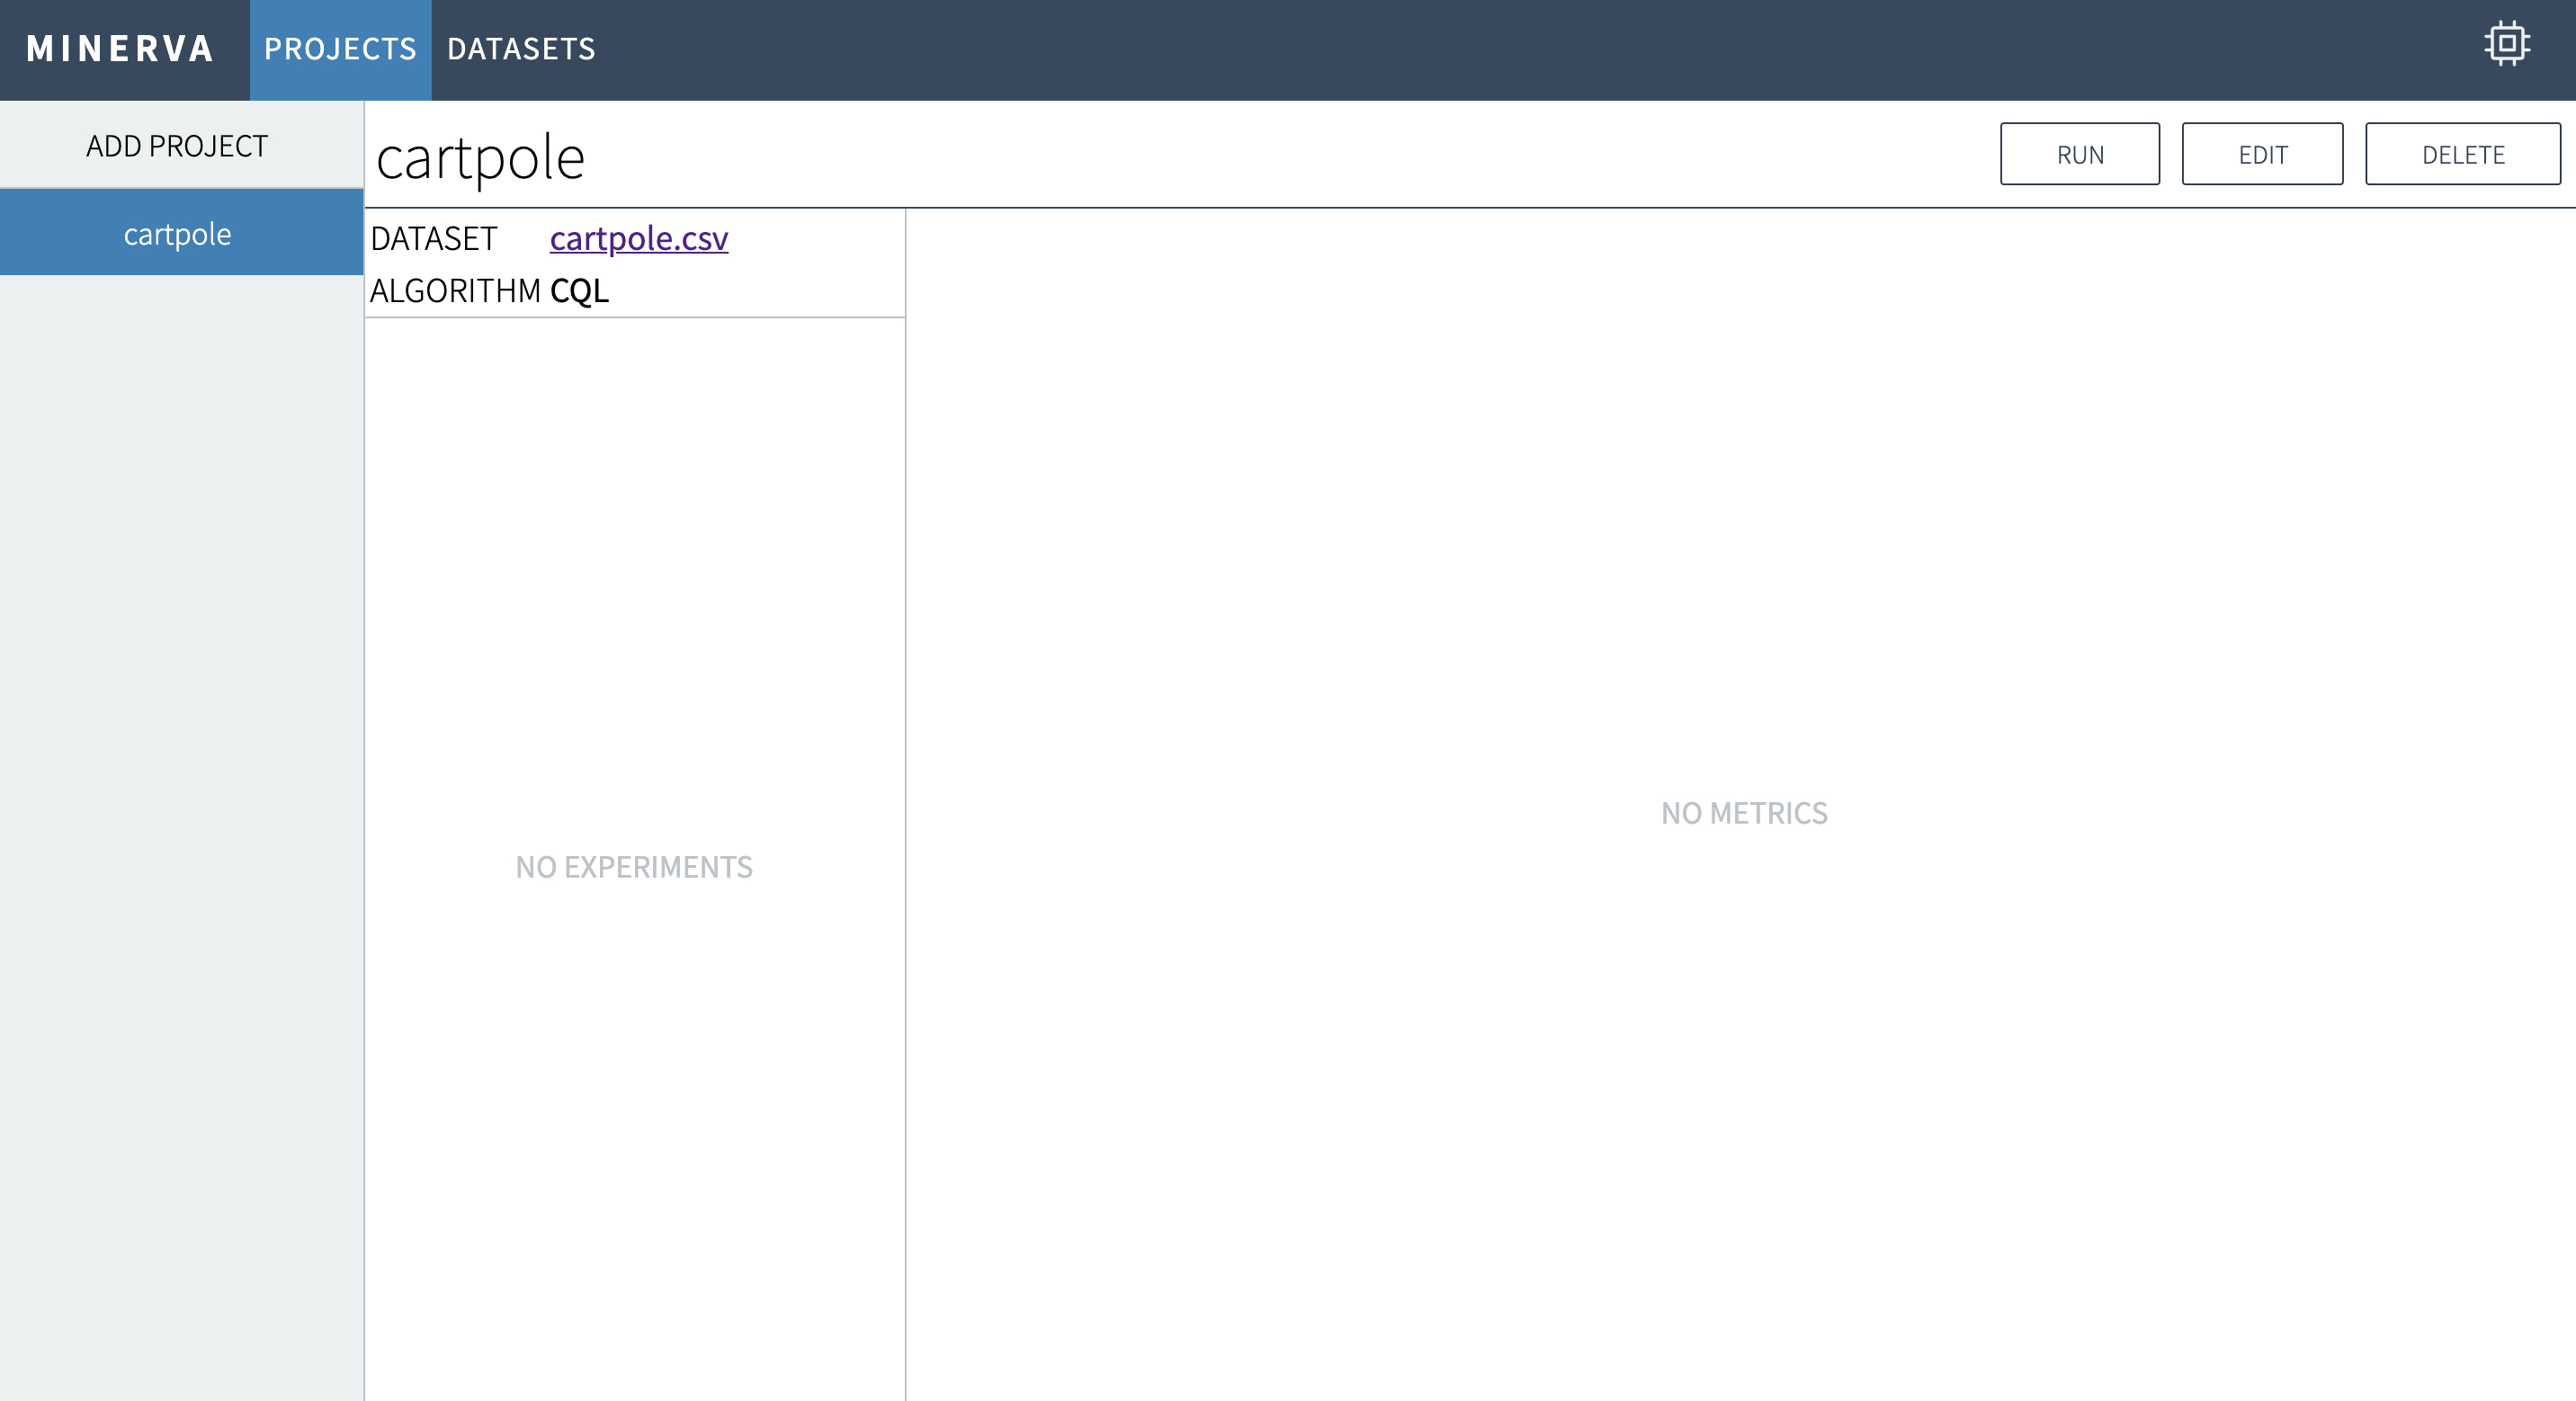 MINERVA PROJECTS DATASETS
ADD PROJECT
cartpole
cartpole
RUN EDIT DELETE
DATASET cartpole.csv
ALGORITHM CQL
NO EXPERIMENTS
NO METRICS